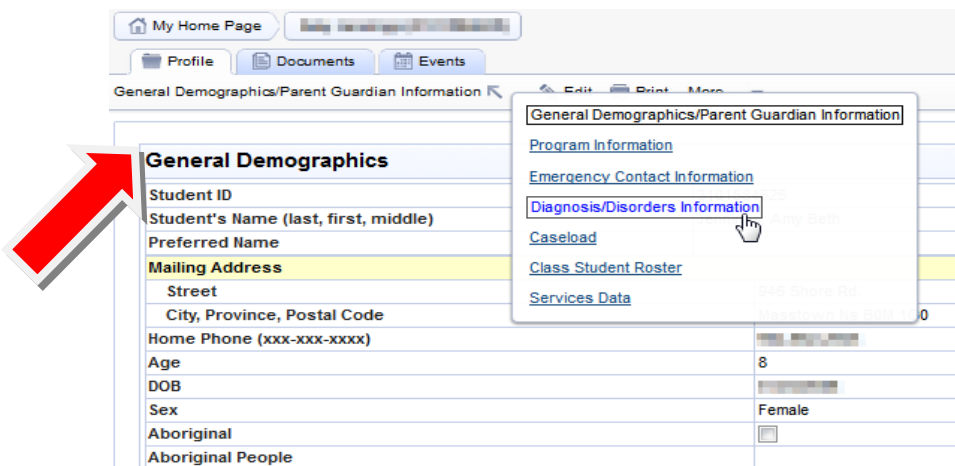 My Home Page
Profile Documents Events
General Demographics/Parent Guardian Information Edit Print More
General Demographics/Parent Guardian Information
Program Information
Emergency Contact Information
Diagnosis/Disorders Information
Caseload
Class Student Roster
Services Data
General Demographics
Student ID
Student's Name (last, first, middle)
Preferred Name
Mailing Address
Street
City, Province, Postal Code
Home Phone (xxx-xxx-xxxx)
Age 8
DOB
Sex Female
Aboriginal
Aboriginal People